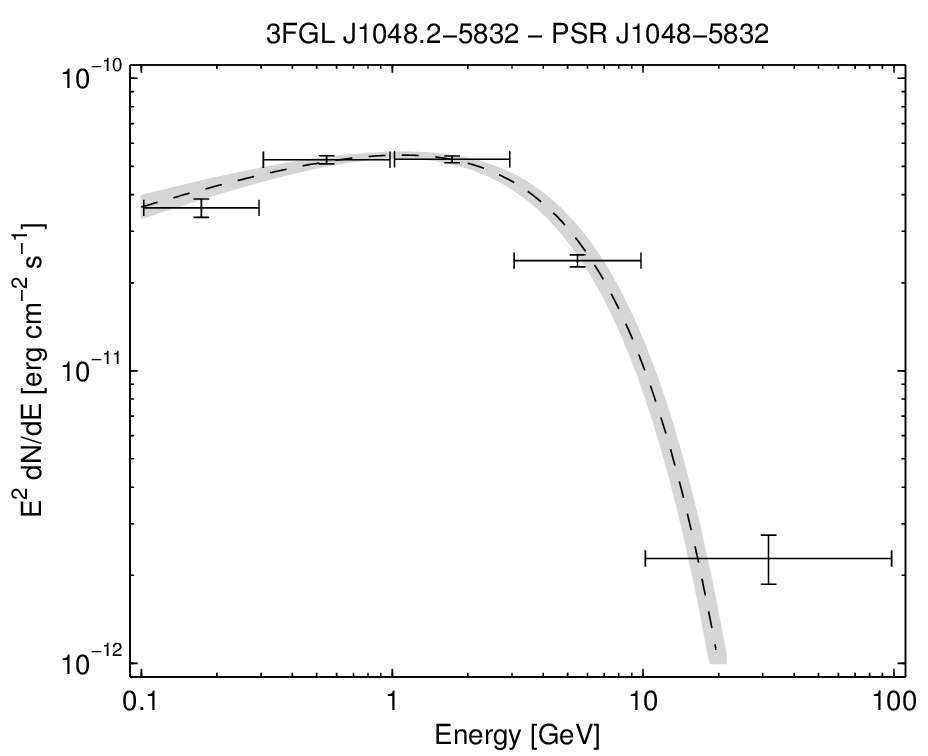 3FGL J1048.2−5832 − PSR J1048−5832
E² dN/dE [erg cm⁻² s⁻¹]
10⁻¹⁰
10⁻¹¹
10⁻¹²
0.1 1 10 100
Energy [GeV]